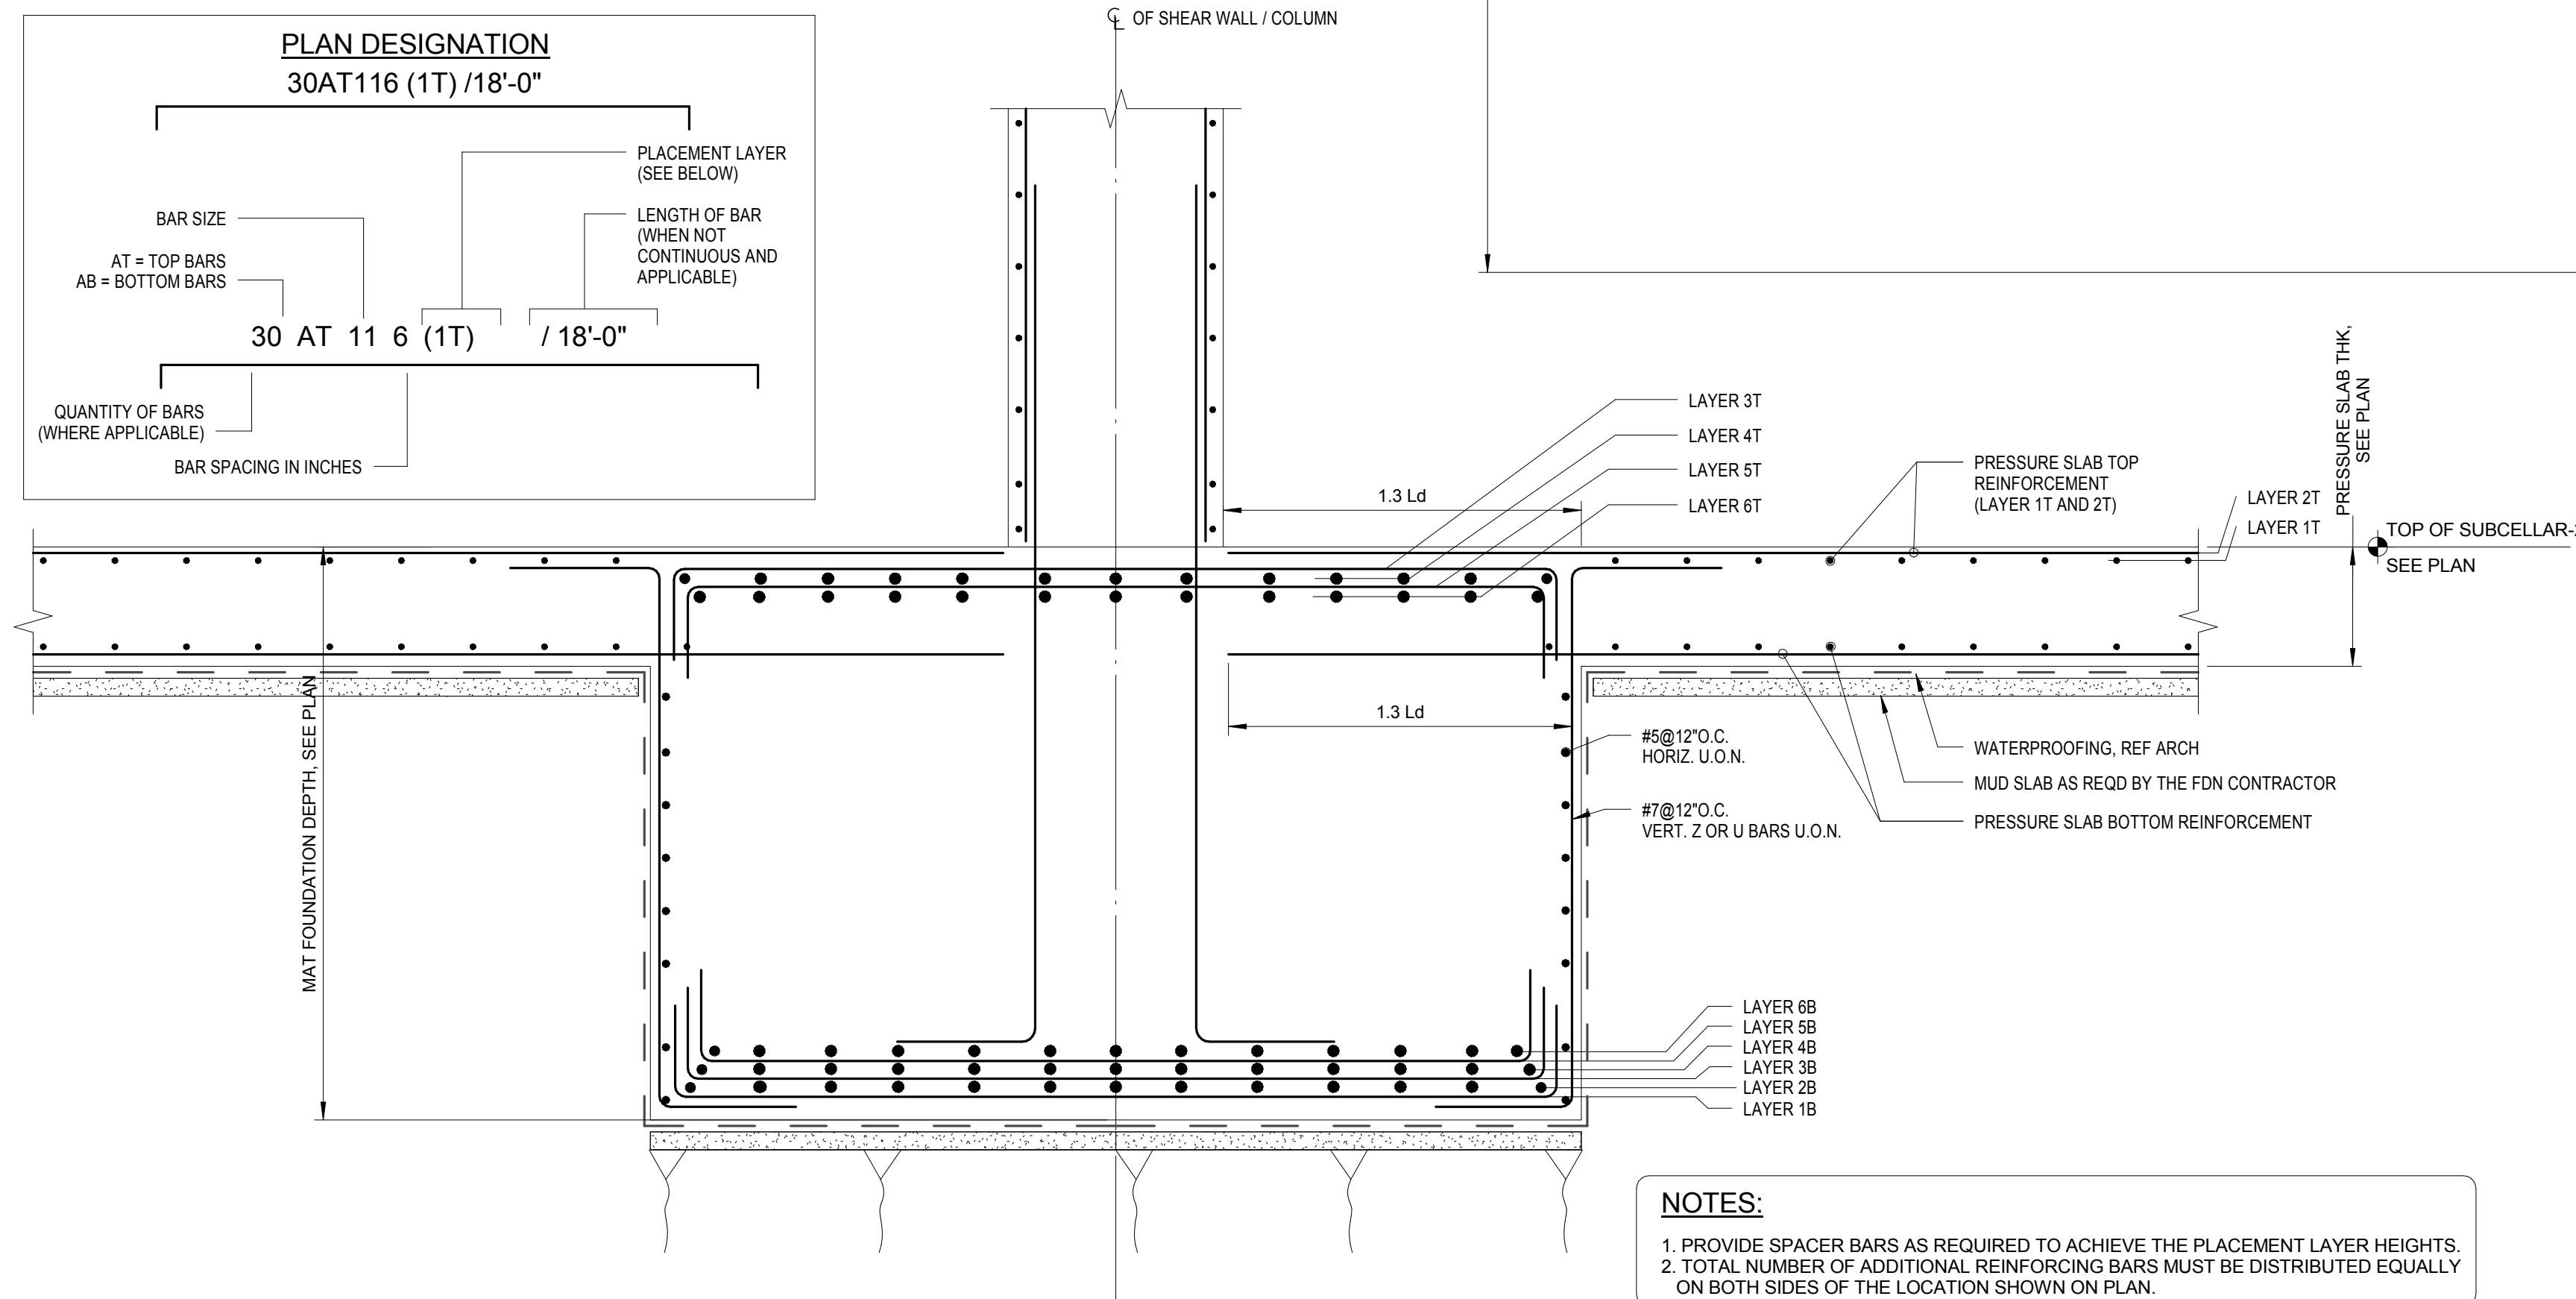 PLAN DESIGNATION
30AT116 (1T) /18'-0"
PLACEMENT LAYER
(SEE BELOW)
BAR SIZE
LENGTH OF BAR
(WHEN NOT
CONTINUOUS AND
APPLICABLE)
AT = TOP BARS
AB = BOTTOM BARS
30 AT 11 6 (1T) / 18'-0"
QUANTITY OF BARS
(WHERE APPLICABLE)
BAR SPACING IN INCHES
℄ OF SHEAR WALL / COLUMN
LAYER 3T
LAYER 4T
LAYER 5T
LAYER 6T
1.3 Ld
PRESSURE SLAB TOP
REINFORCEMENT
(LAYER 1T AND 2T)
LAYER 2T
LAYER 1T
PRESSURE SLAB THK,
SEE PLAN
TOP OF SUBCELLAR-2
SEE PLAN
MAT FOUNDATION DEPTH, SEE PLAN
1.3 Ld
#5@12"O.C.
HORIZ. U.O.N.
#7@12"O.C.
VERT. Z OR U BARS U.O.N.
WATERPROOFING, REF ARCH
MUD SLAB AS REQD BY THE FDN CONTRACTOR
PRESSURE SLAB BOTTOM REINFORCEMENT
LAYER 6B
LAYER 5B
LAYER 4B
LAYER 3B
LAYER 2B
LAYER 1B
NOTES:
1. PROVIDE SPACER BARS AS REQUIRED TO ACHIEVE THE PLACEMENT LAYER HEIGHTS.
2. TOTAL NUMBER OF ADDITIONAL REINFORCING BARS MUST BE DISTRIBUTED EQUALLY
ON BOTH SIDES OF THE LOCATION SHOWN ON PLAN.